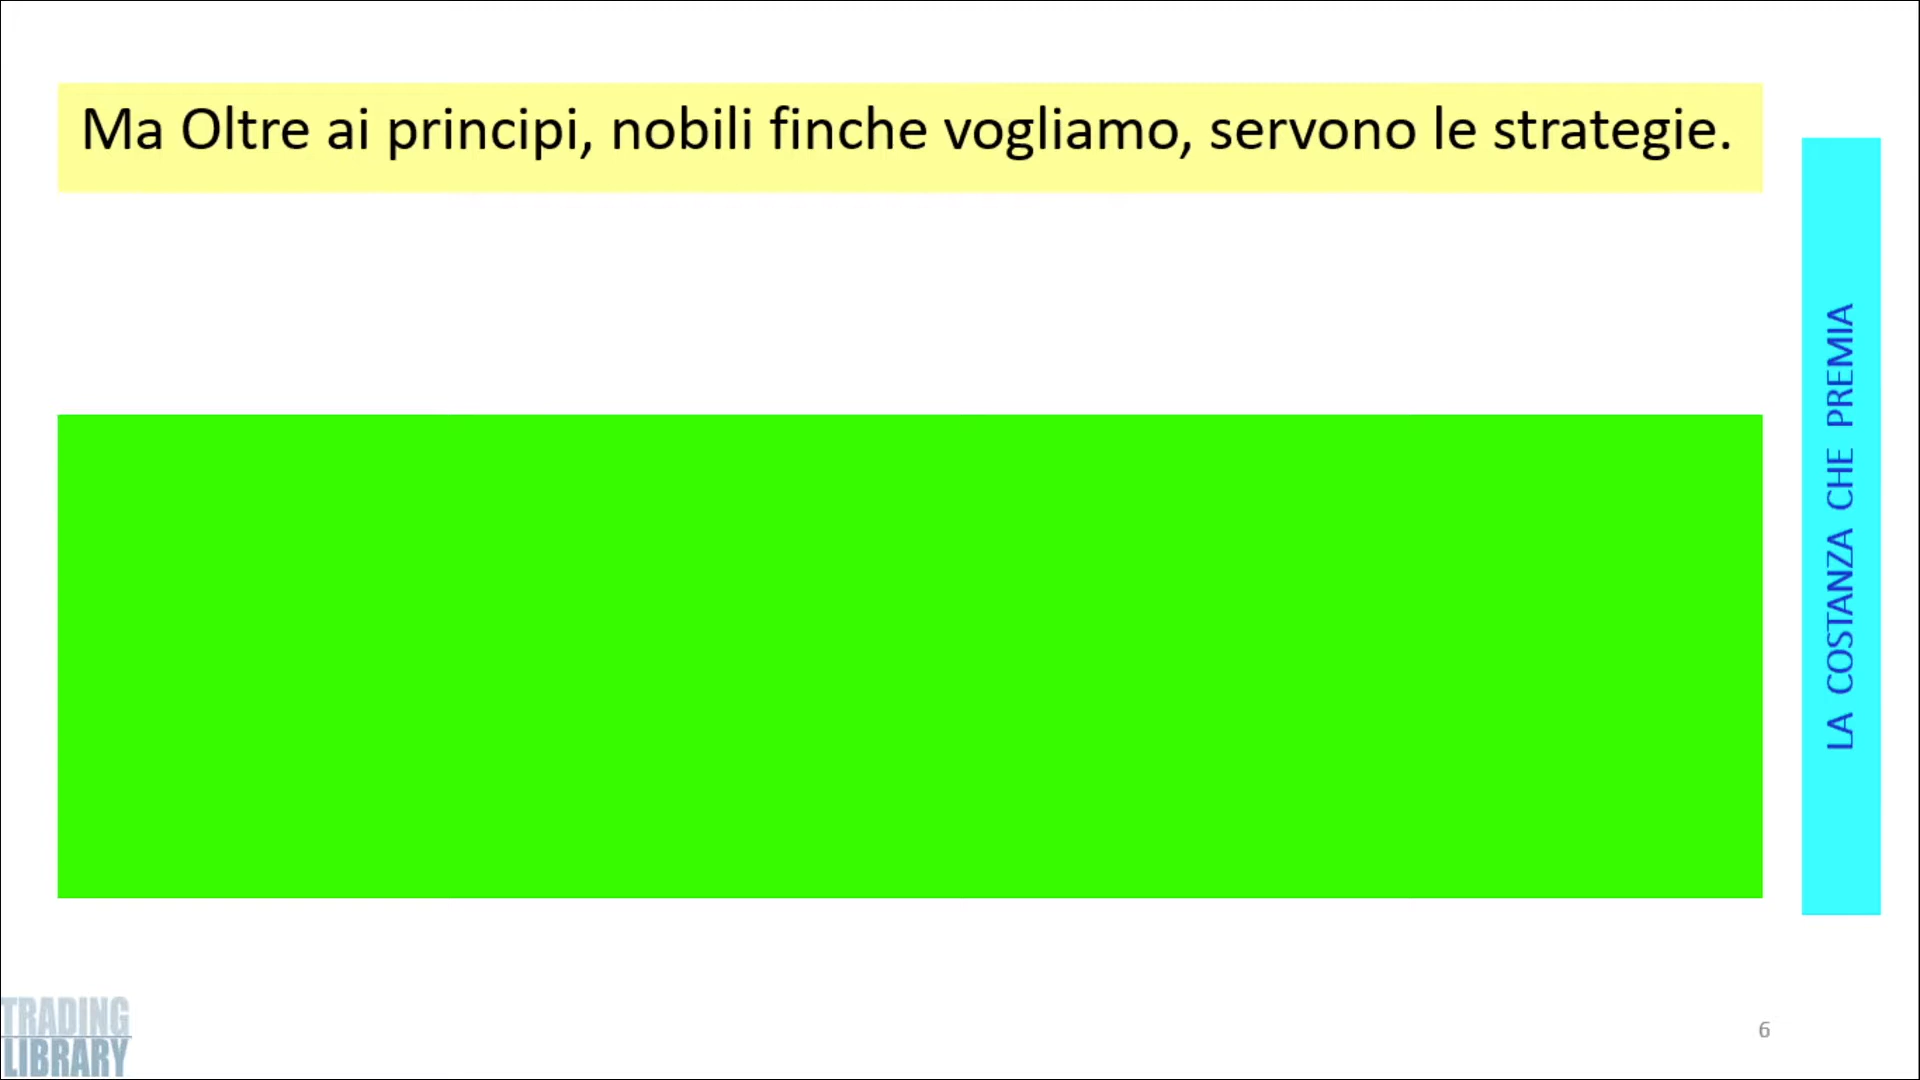 Ma Oltre ai principi, nobili finche vogliamo, servono le strategie.
LA COSTANZA CHE PREMIA
TRADING
LIBRARY
6